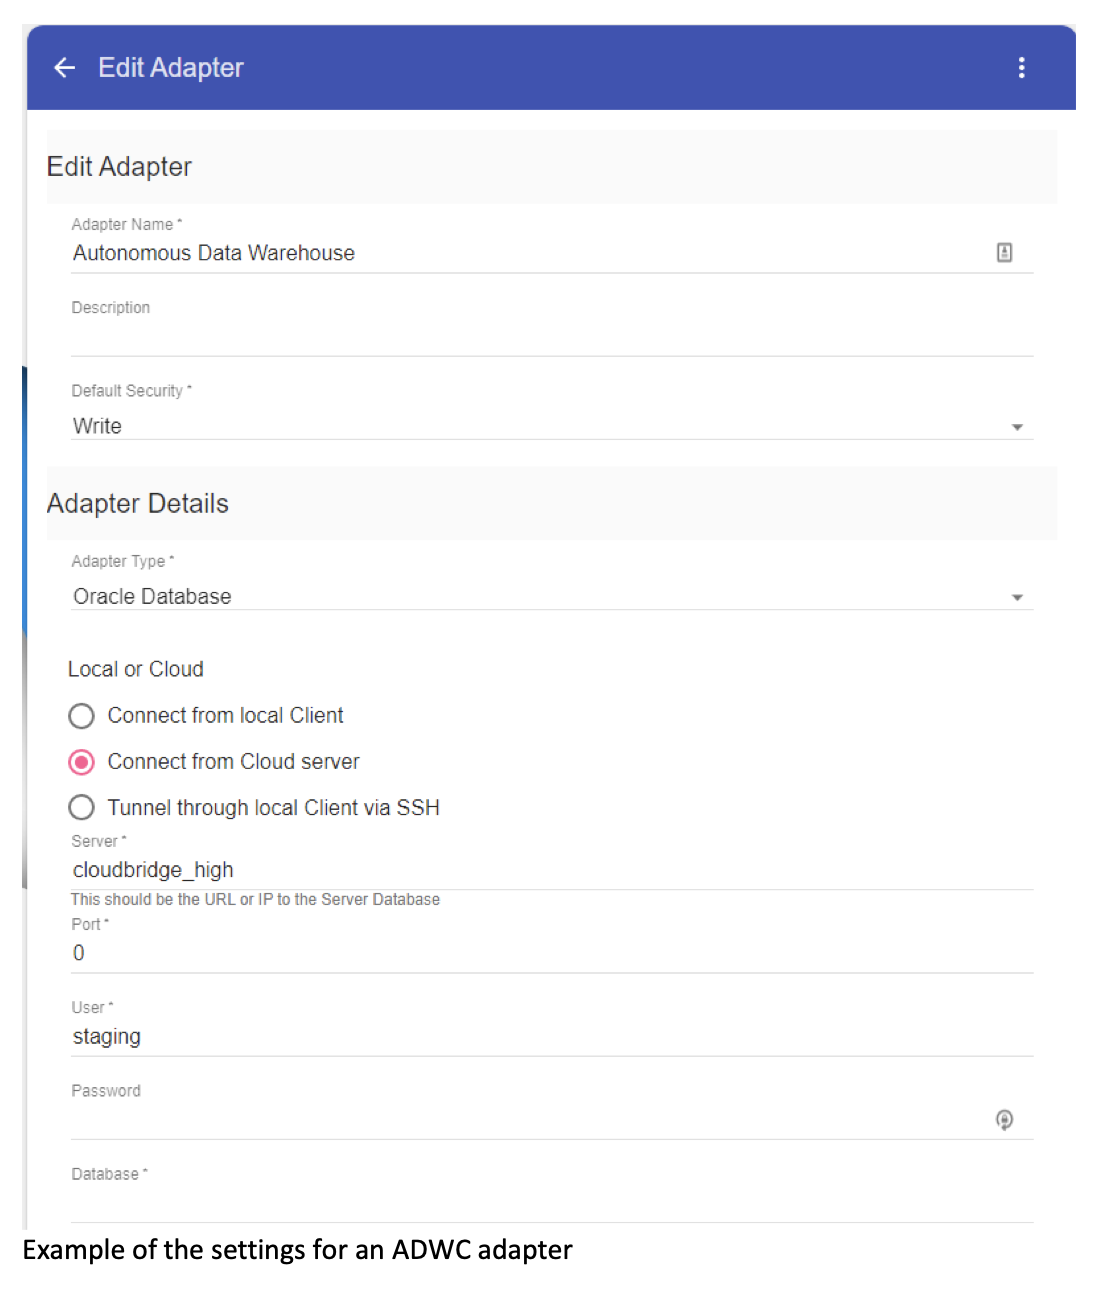 Edit Adapter
Edit Adapter
Adapter Name *
Autonomous Data Warehouse
Description
Default Security *
Write
Adapter Details
Adapter Type *
Oracle Database
Local or Cloud
Connect from local Client
Connect from Cloud server
Tunnel through local Client via SSH
Server *
cloudbridge_high
This should be the URL or IP to the Server Database
Port *
0
User *
staging
Password
Database *
Example of the settings for an ADWC adapter